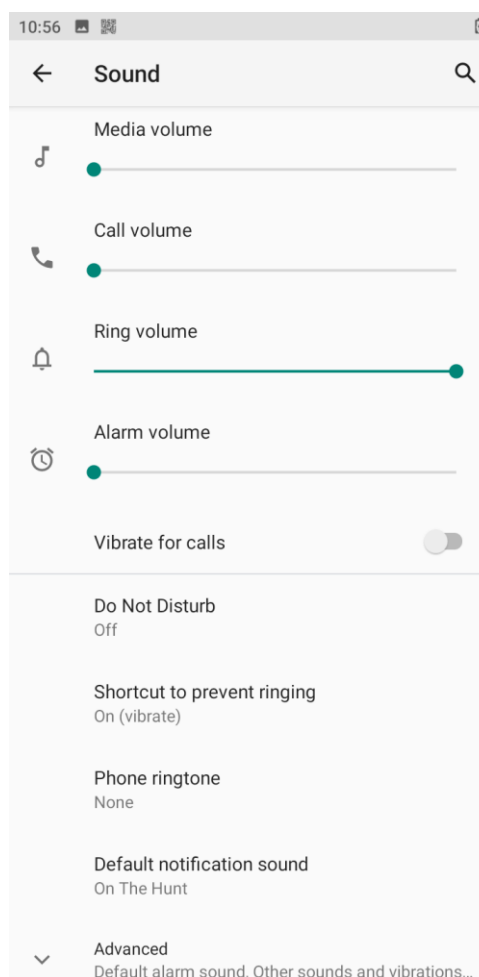 10:56
Sound
Media volume
Call volume
Ring volume
Alarm volume
Vibrate for calls
Do Not Disturb
Off
Shortcut to prevent ringing
On (vibrate)
Phone ringtone
None
Default notification sound
On The Hunt
Advanced
Default alarm sound, Other sounds and vibrations...